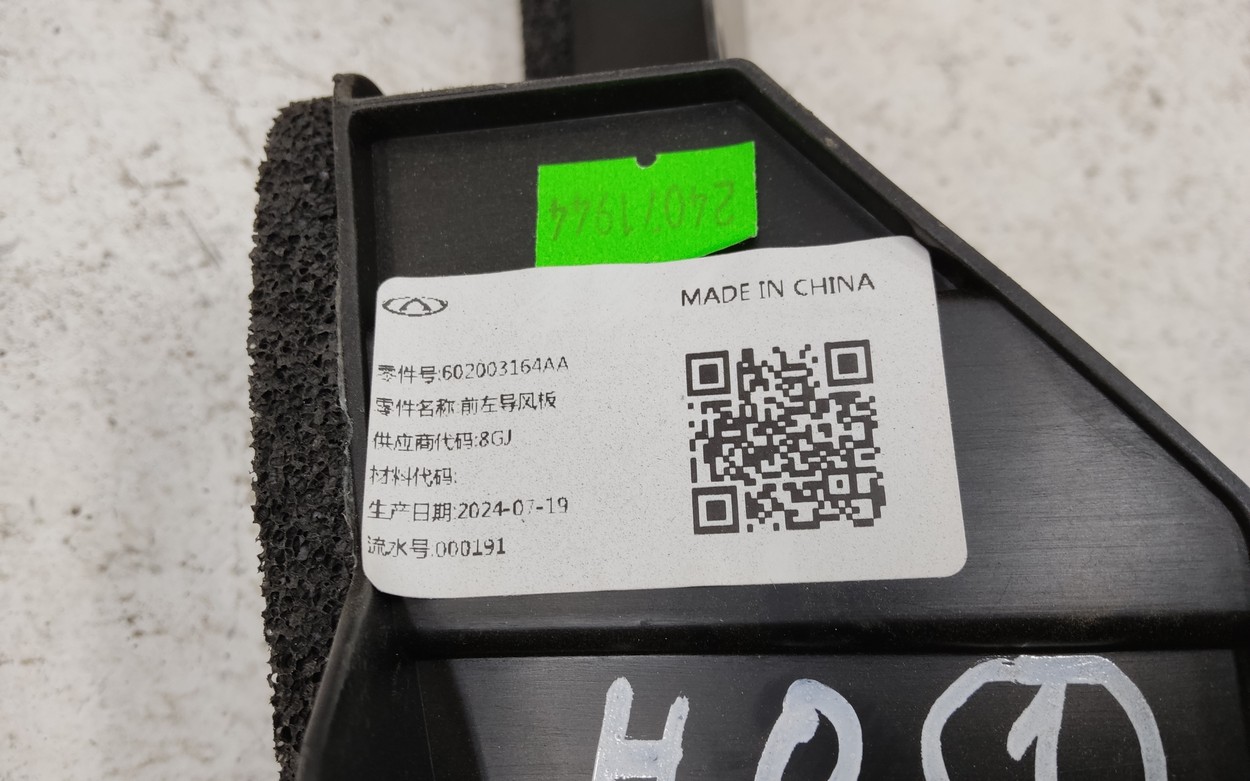 24071944
MADE IN CHINA
零件号:602003164AA
零件名称:前左导风板
供应商代码:8GJ
材料代码:
生产日期:2024-07-19
流水号:000191